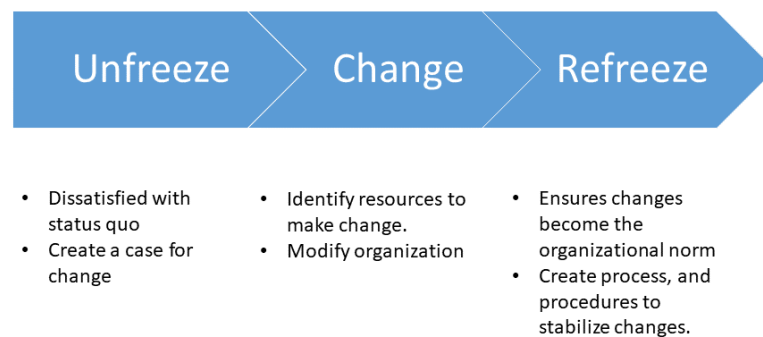 Unfreeze
Change
Refreeze
• Dissatisfied with
status quo
• Create a case for
change
• Identify resources to
make change.
• Modify organization
• Ensures changes
become the
organizational norm
• Create process, and
procedures to
stabilize changes.